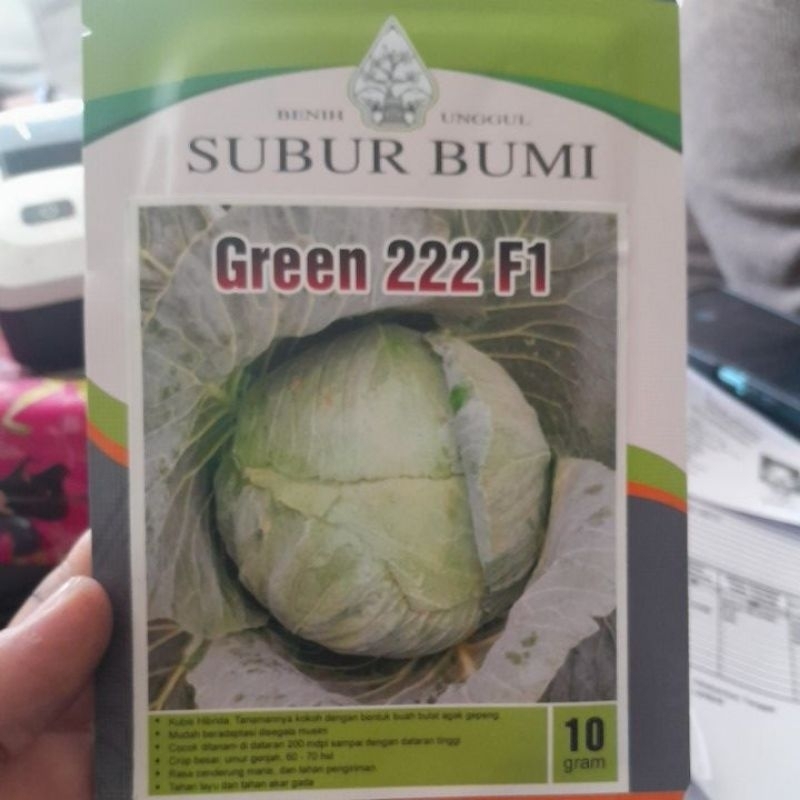 BENIH UNGGUL
SUBUR BUMI
Green 222 F1
Kubis Hibrida. Tanamannya kokoh dengan bentuk buah bulat agak gepeng.
Mudah beradaptasi disegala musim
Cocok ditanam di dataran 200 mdpl sampai dengan dataran tinggi
Crop besar, umur genjah, 60 - 70 hst
Rasa cenderung manis, dan tahan pengiriman.
Tahan layu dan tahan akar gada
10
gram